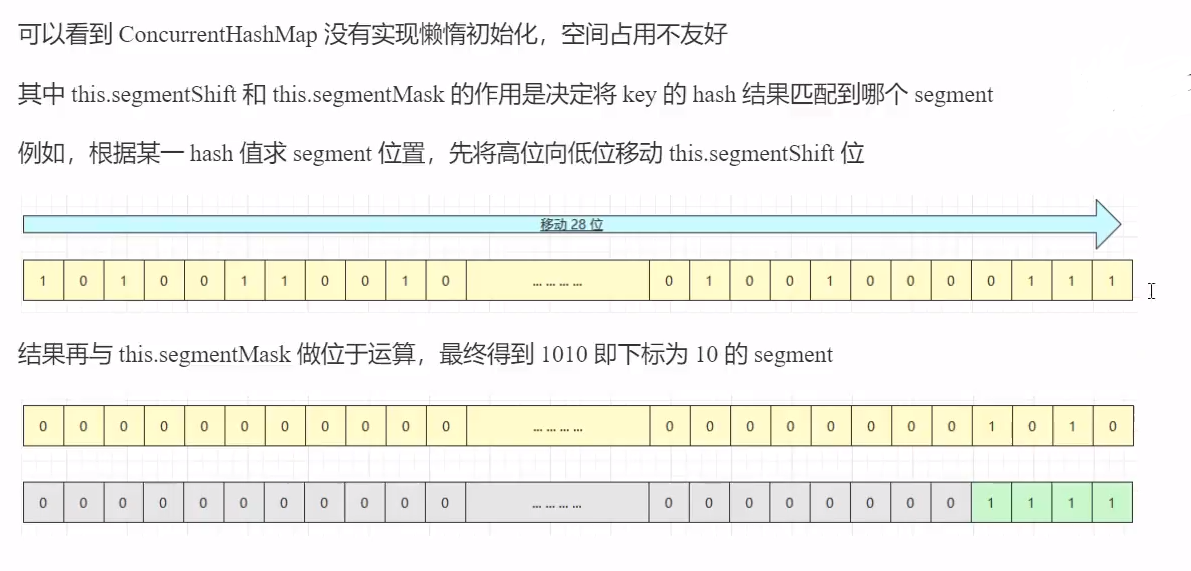 可以看到 ConcurrentHashMap 没有实现懒惰初始化，空间占用不友好
其中 this.segmentShift 和 this.segmentMask 的作用是决定将 key 的 hash 结果匹配到哪个 segment
例如，根据某一 hash 值求 segment 位置，先将高位向低位移动 this.segmentShift 位
移动 28 位
1 0 1 0 0 1 1 0 0 1 0 ... ... ... ... 0 1 0 0 1 0 0 0 0 1 1 1
结果再与 this.segmentMask 做位于运算，最终得到 1010 即下标为 10 的 segment
0 0 0 0 0 0 0 0 0 0 0 ... ... ... ... 0 0 0 0 0 0 0 0 1 0 1 0
0 0 0 0 0 0 0 0 0 0 0 ... ... ... ... 0 0 0 0 0 0 0 0 1 1 1 1